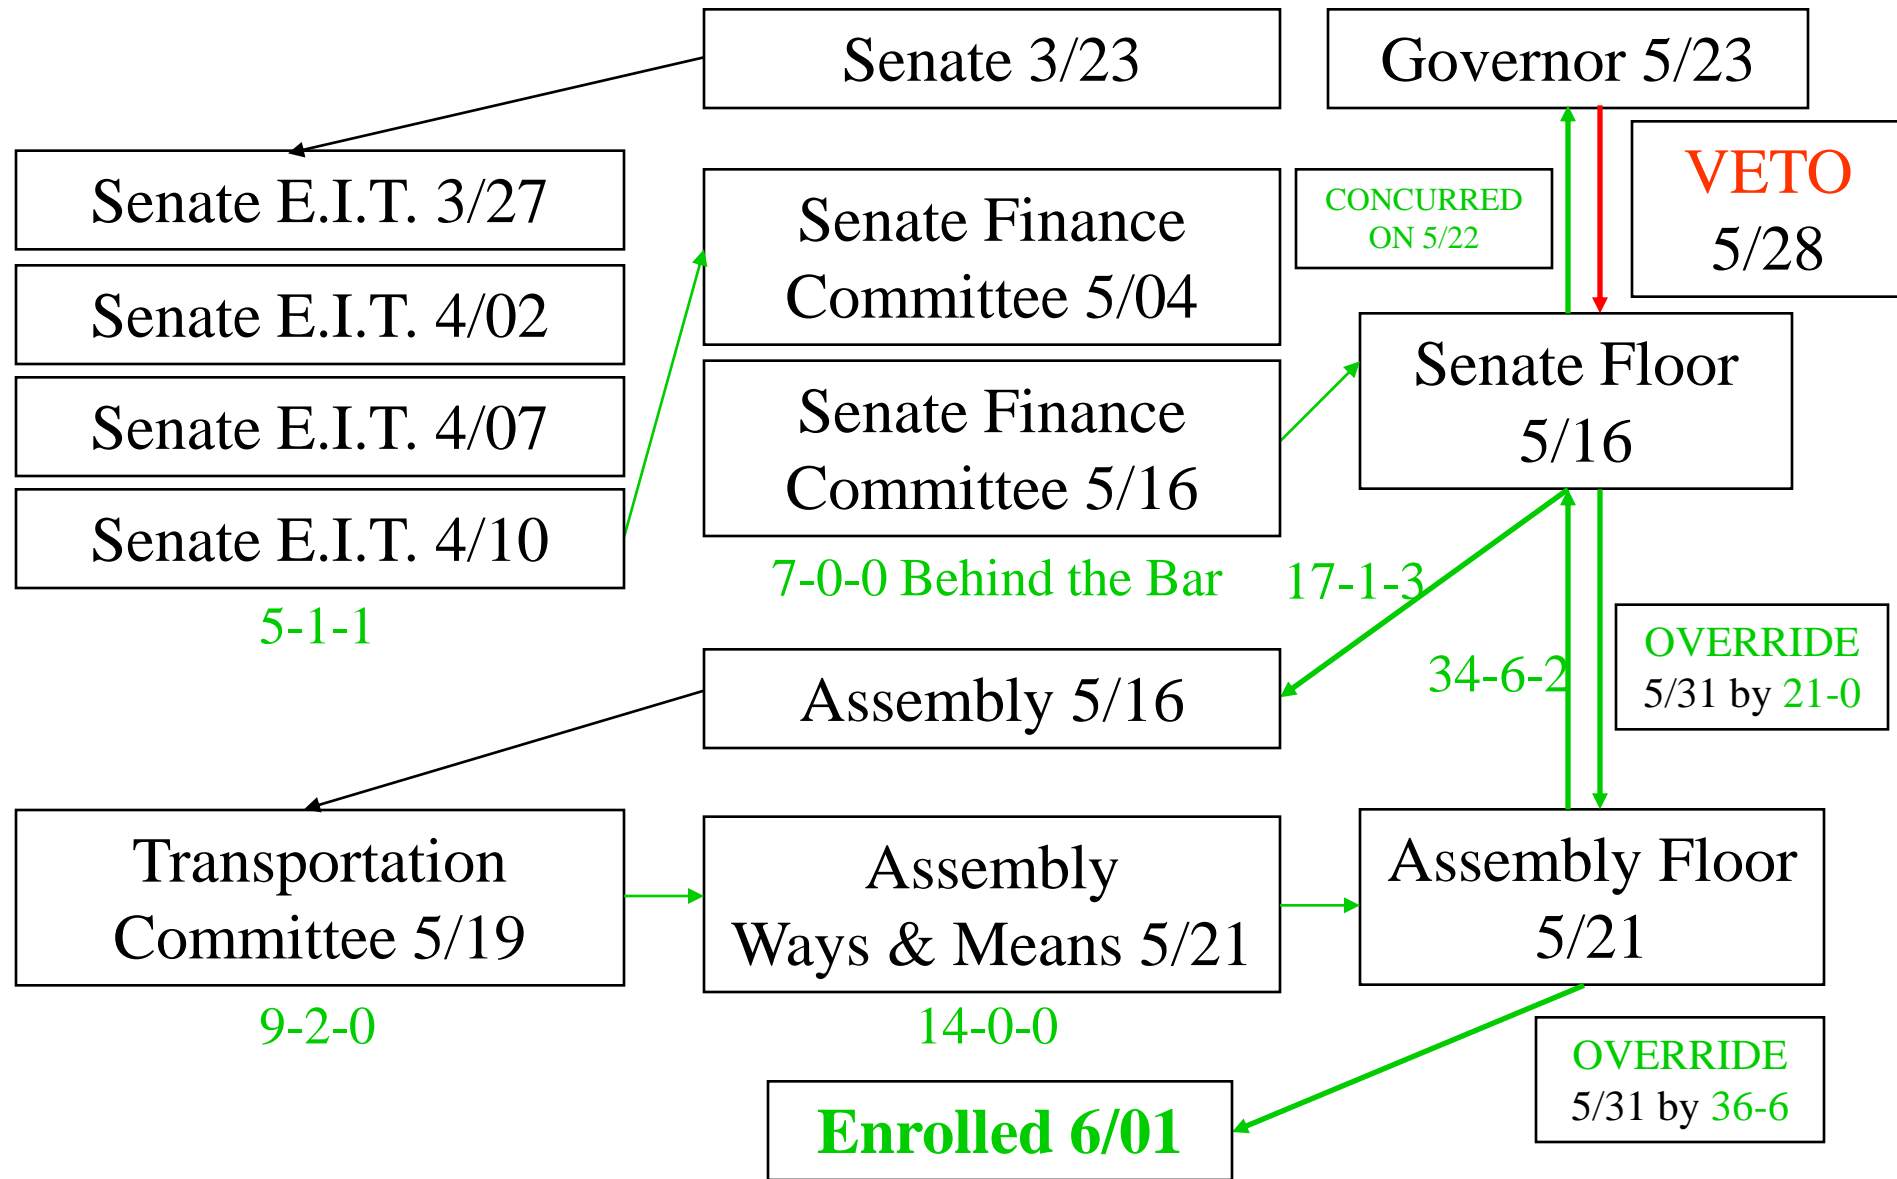 Senate 3/23
Governor 5/23
Senate E.I.T. 3/27
Senate E.I.T. 4/02
Senate E.I.T. 4/07
Senate E.I.T. 4/10
5-1-1
Senate Finance
Committee 5/04
Senate Finance
Committee 5/16
7-0-0 Behind the Bar
CONCURRED
ON 5/22
VETO
5/28
Senate Floor
5/16
17-1-3
34-6-2
OVERRIDE
5/31 by 21-0
Assembly 5/16
Transportation
Committee 5/19
9-2-0
Assembly
Ways & Means 5/21
14-0-0
Assembly Floor
5/21
OVERRIDE
5/31 by 36-6
Enrolled 6/01